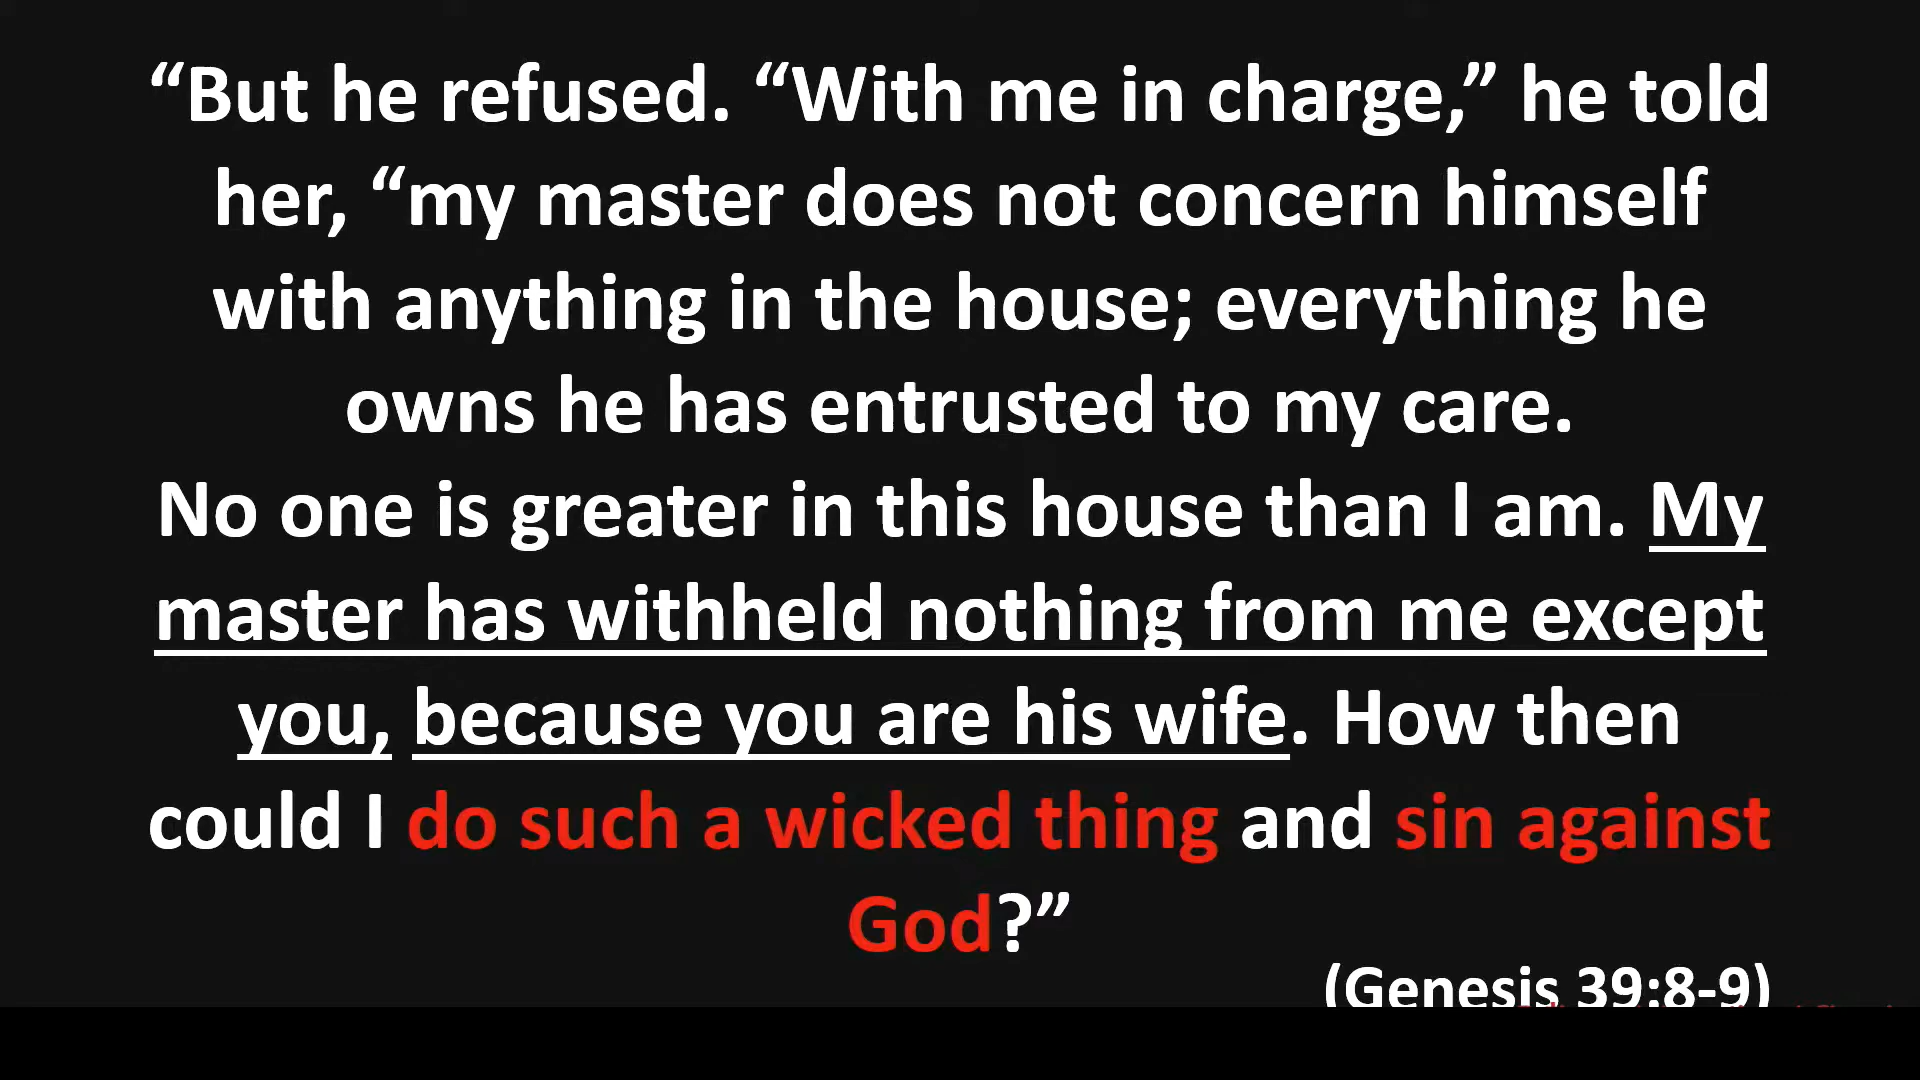 “But he refused. “With me in charge,” he told
her, “my master does not concern himself
with anything in the house; everything he
owns he has entrusted to my care.
No one is greater in this house than I am. My
master has withheld nothing from me except
you, because you are his wife. How then
could I do such a wicked thing and sin against
God?”
(Genesis 39:8-9)